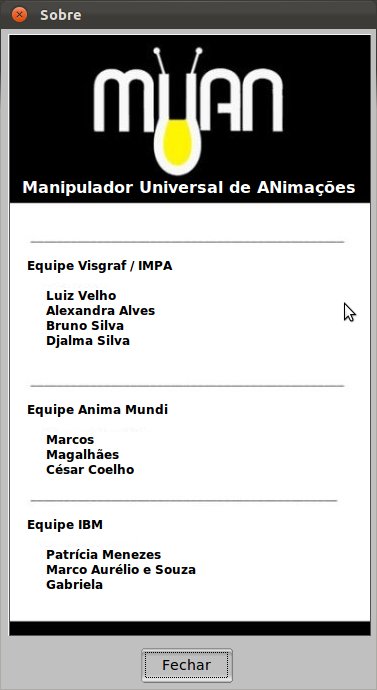 Sobre
MUAN
Manipulador Universal de ANimações
Equipe Visgraf / IMPA
Luiz Velho
Alexandra Alves
Bruno Silva
Djalma Silva
Equipe Anima Mundi
Marcos
Magalhães
César Coelho
Equipe IBM
Patrícia Menezes
Marco Aurélio e Souza
Gabriela
Fechar